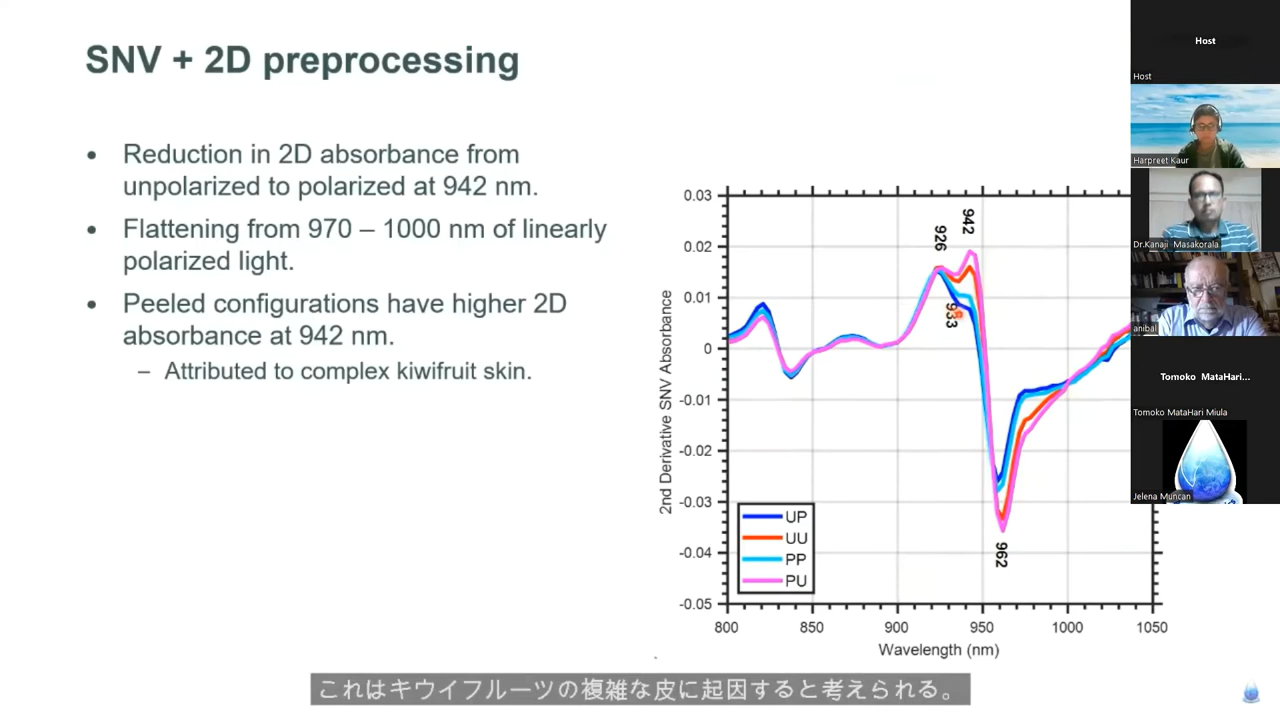 SNV + 2D preprocessing
• Reduction in 2D absorbance from
unpolarized to polarized at 942 nm.
• Flattening from 970 – 1000 nm of linearly
polarized light.
• Peeled configurations have higher 2D
absorbance at 942 nm.
– Attributed to complex kiwifruit skin.
2nd Derivative SNV Absorbance
0.03
0.02
0.01
0
-0.01
-0.02
-0.03
-0.04
-0.05
926
942
933
962
UP
UU
PP
PU
800
850
900
950
1000
1050
Wavelength (nm)
Host
Host
Harpreet Kaur
Dr.Kanaji Masakorala
anibal
Tomoko MataHari...
Tomoko MataHari Miula
Jelena Muncan
これはキウイフルーツの複雑な皮に起因すると考えられる。